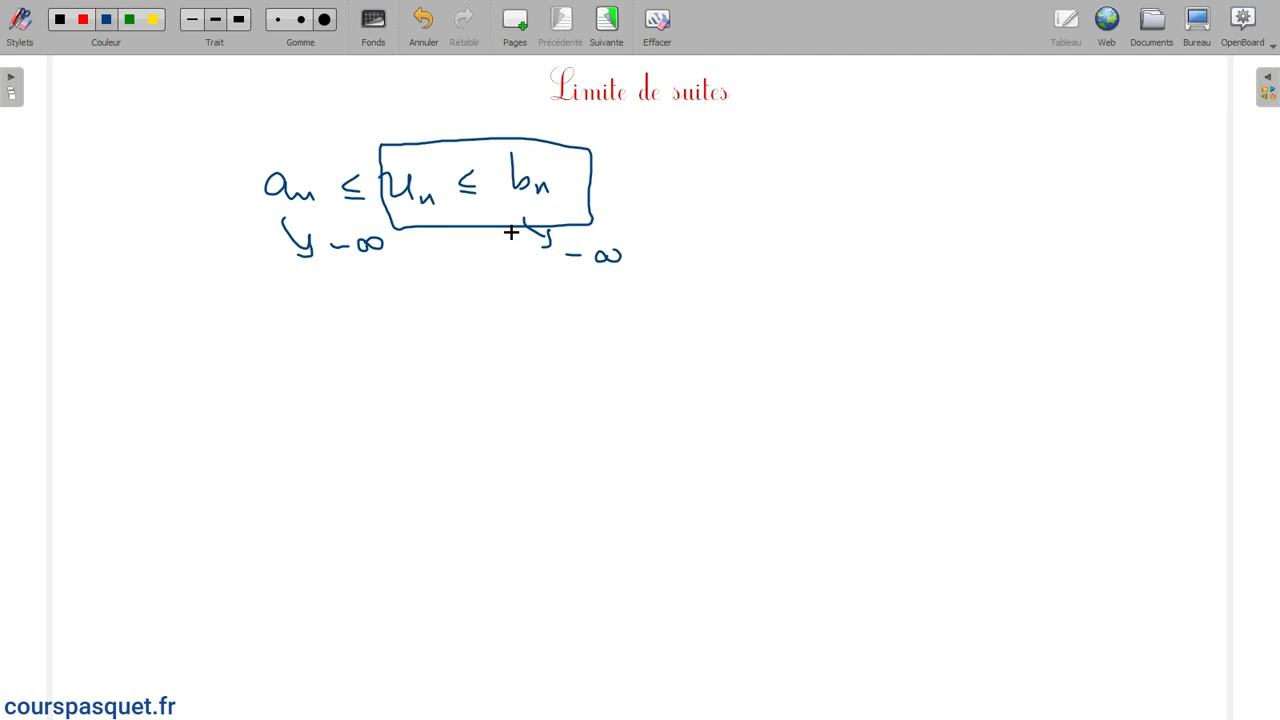 Stylets Couleur Trait Gomme Fonds Annuler Rétablir Pages Précédente Suivante Effacer Tableau Web Documents Bureau OpenBoard
Limite de suites
aₙ ≤ uₙ ≤ bₙ
↘ -∞ ↘ -∞
courspasquet.fr